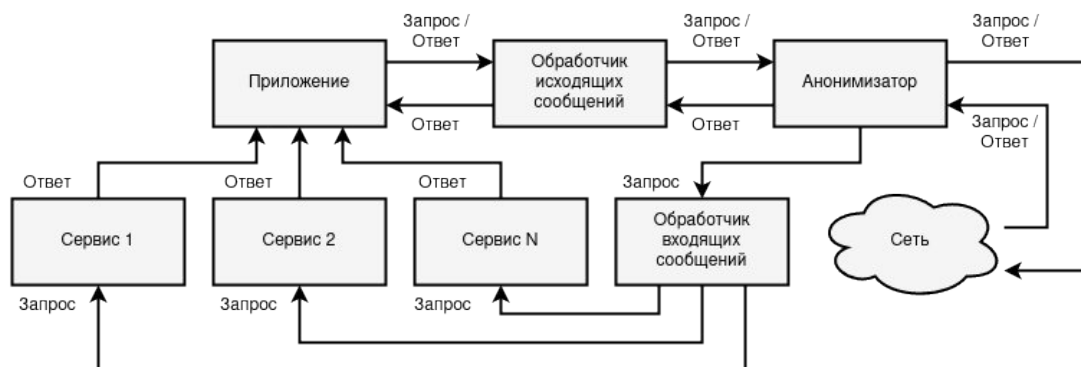 Запрос /
Ответ
Запрос /
Ответ
Запрос /
Ответ
Приложение
Обработчик
исходящих
сообщений
Анонимизатор
Ответ
Ответ
Запрос /
Ответ
Ответ
Ответ
Ответ
Запрос
Сервис 1
Сервис 2
Сервис N
Обработчик
входящих
сообщений
Сеть
Запрос
Запрос
Запрос